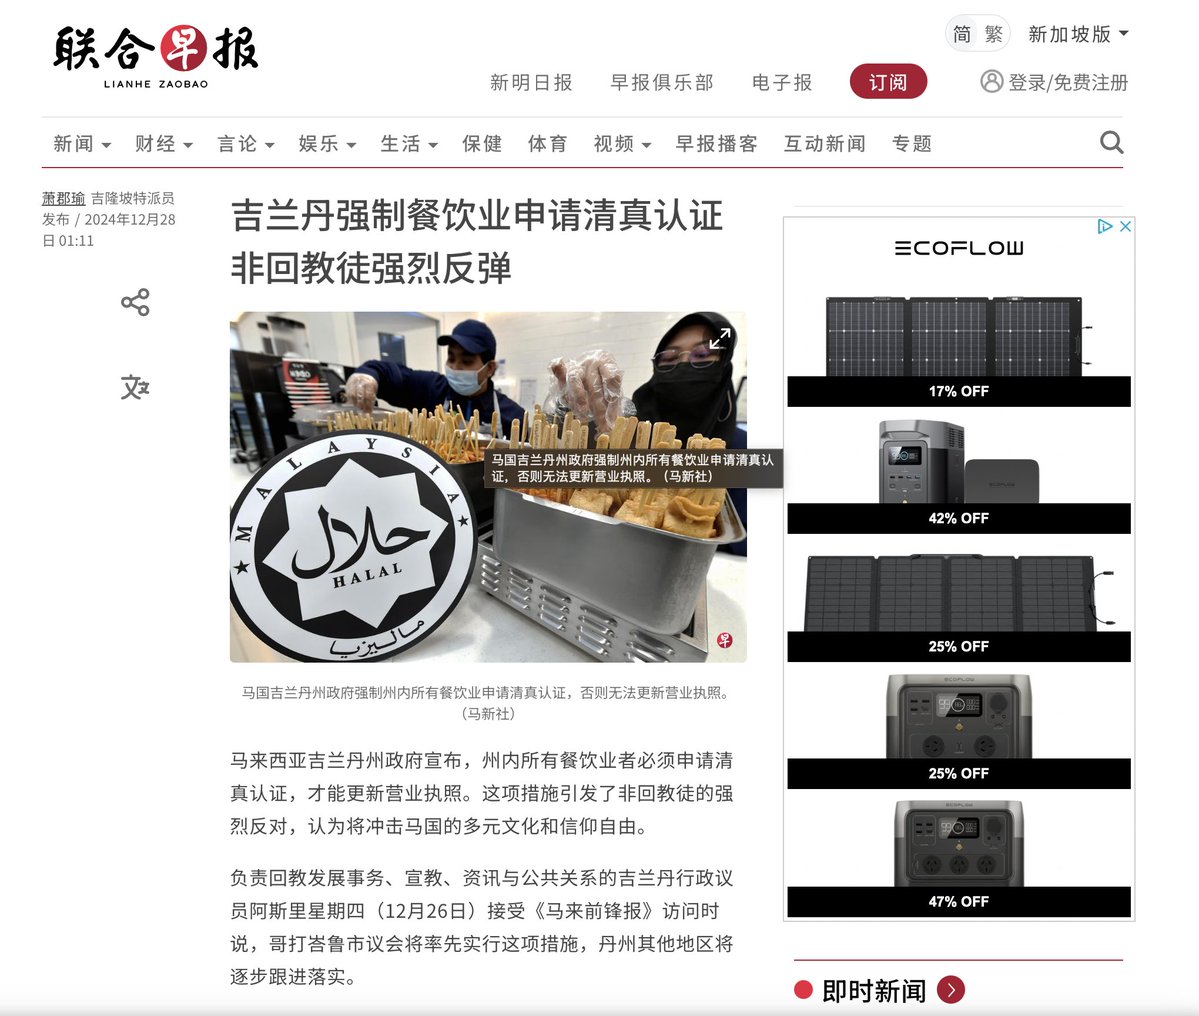 联合早报
LIANHE ZAOBAO
简 繁 新加坡版
新明日报 早报俱乐部 电子报 订阅 登录/免费注册
新闻 财经 言论 娱乐 生活 保健 体育 视频 早报播客 互动新闻 专题
萧郡瑜 吉隆坡特派员
发布 / 2024年12月28
日 01:11
吉兰丹强制餐饮业申请清真认证
非回教徒强烈反弹
MALAYSIA
حلال
HALAL
ماليزيا
早
马国吉兰丹州政府强制州内所有餐饮业申请清真认
证，否则无法更新营业执照。（马新社）
马国吉兰丹州政府强制州内所有餐饮业申请清真认证，否则无法更新营业执照。
（马新社）
马来西亚吉兰丹州政府宣布，州内所有餐饮业者必须申请清
真认证，才能更新营业执照。这项措施引发了非回教徒的强
烈反对，认为将冲击马国的多元文化和信仰自由。
负责回教发展事务、宣教、资讯与公共关系的吉兰丹行政议
员阿斯里星期四（12月26日）接受《马来前锋报》访问时
说，哥打峇鲁市议会将率先实行这项措施，丹州其他地区将
逐步跟进落实。
ECOFLOW
17% OFF
ECOFLOW
42% OFF
25% OFF
ECOFLOW
25% OFF
ECOFLOW
47% OFF
即时新闻